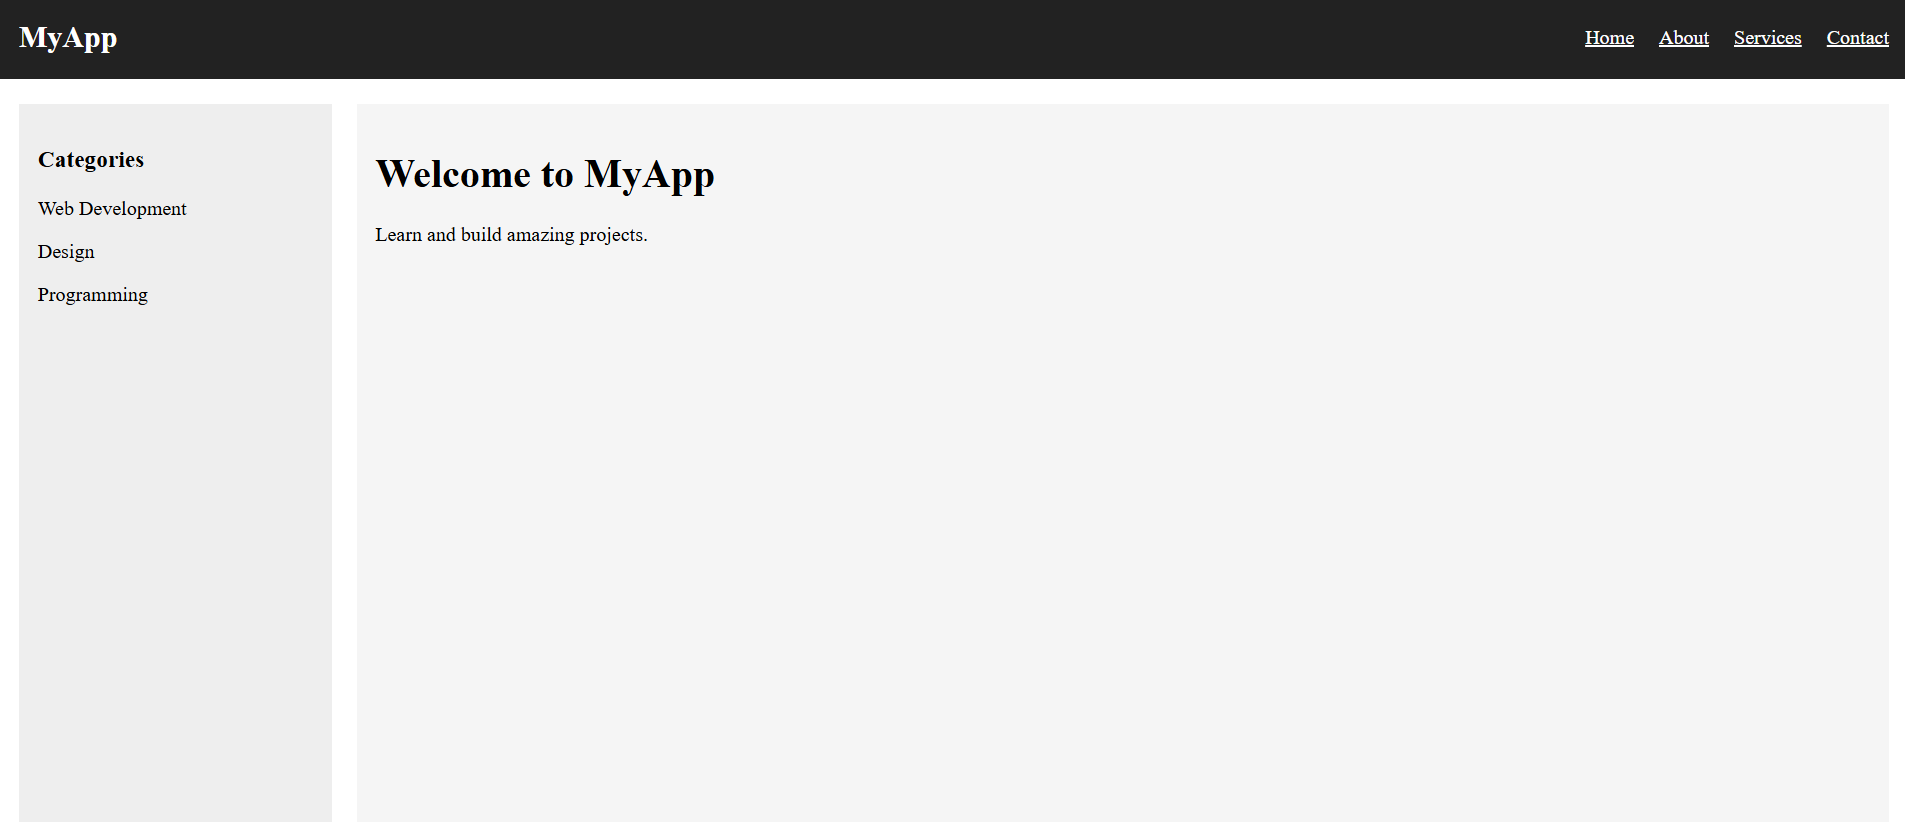 MyApp
Home About Services Contact
Categories
Web Development
Design
Programming
Welcome to MyApp
Learn and build amazing projects.